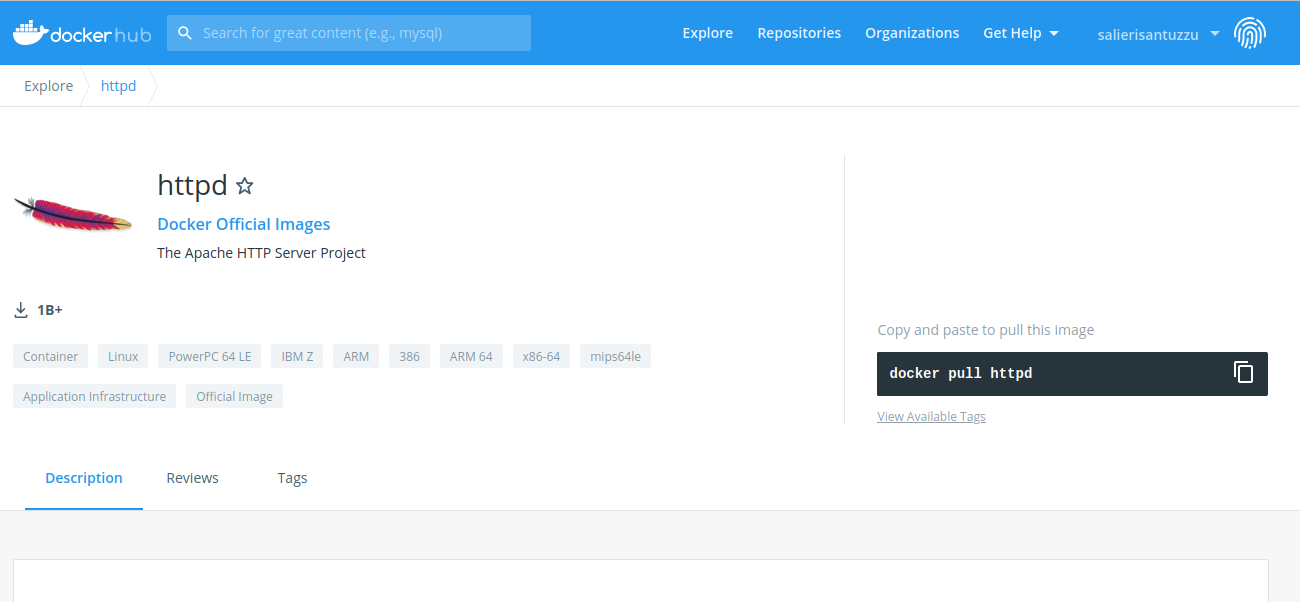 docker hub
Search for great content (e.g., mysql)
Explore
Repositories
Organizations
Get Help
salierisantuzzu
Explore
httpd
httpd
Docker Official Images
The Apache HTTP Server Project
1B+
Container
Linux
PowerPC 64 LE
IBM Z
ARM
386
ARM 64
x86-64
mips64le
Application Infrastructure
Official Image
Copy and paste to pull this image
docker pull httpd
View Available Tags
Description
Reviews
Tags